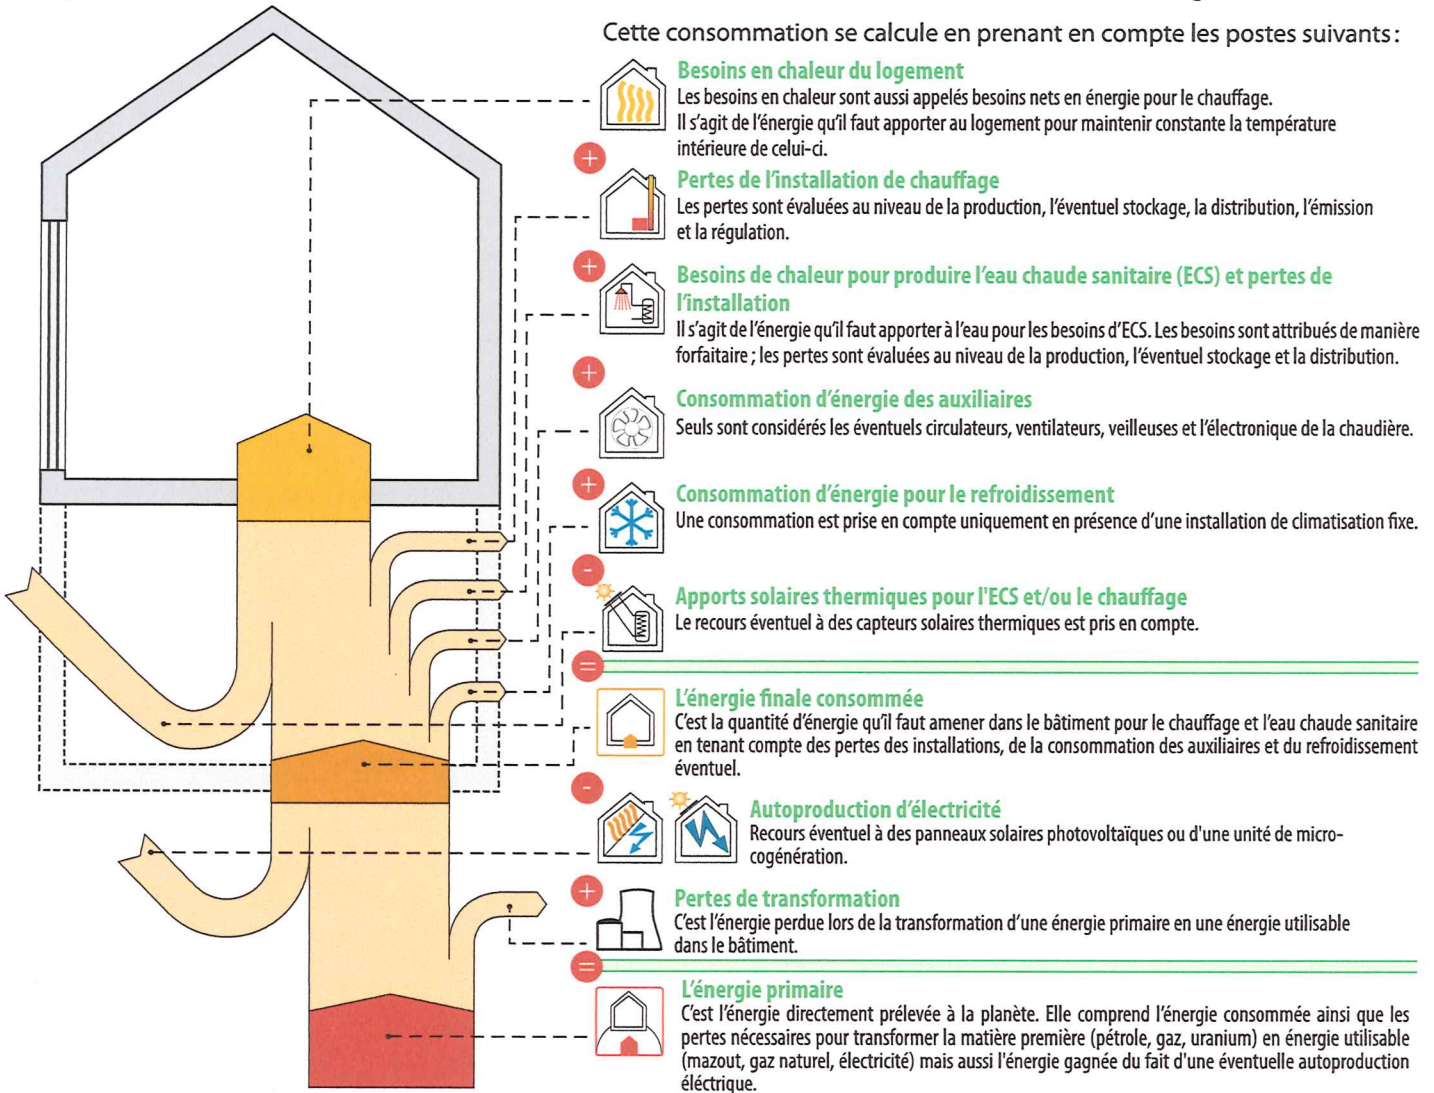 Cette consommation se calcule en prenant en compte les postes suivants :
Besoins en chaleur du logement
Les besoins en chaleur sont aussi appelés besoins nets en énergie pour le chauffage.
Il s'agit de l'énergie qu'il faut apporter au logement pour maintenir constante la température
intérieure de celui-ci.
+
Pertes de l'installation de chauffage
Les pertes sont évaluées au niveau de la production, l'éventuel stockage, la distribution, l'émission
et la régulation.
+
Besoins de chaleur pour produire l'eau chaude sanitaire (ECS) et pertes de
l'installation
Il s'agit de l'énergie qu'il faut apporter à l'eau pour les besoins d'ECS. Les besoins sont attribués de manière
forfaitaire ; les pertes sont évaluées au niveau de la production, l'éventuel stockage et la distribution.
+
Consommation d'énergie des auxiliaires
Seuls sont considérés les éventuels circulateurs, ventilateurs, veilleuses et l'électronique de la chaudière.
+
Consommation d'énergie pour le refroidissement
Une consommation est prise en compte uniquement en présence d'une installation de climatisation fixe.
-
Apports solaires thermiques pour l'ECS et/ou le chauffage
Le recours éventuel à des capteurs solaires thermiques est pris en compte.
=
L'énergie finale consommée
C'est la quantité d'énergie qu'il faut amener dans le bâtiment pour le chauffage et l'eau chaude sanitaire
en tenant compte des pertes des installations, de la consommation des auxiliaires et du refroidissement
éventuel.
-
Autoproduction d'électricité
Recours éventuel à des panneaux solaires photovoltaïques ou d'une unité de micro-
cogénération.
+
Pertes de transformation
C'est l'énergie perdue lors de la transformation d'une énergie primaire en une énergie utilisable
dans le bâtiment.
=
L'énergie primaire
C'est l'énergie directement prélevée à la planète. Elle comprend l'énergie consommée ainsi que les
pertes nécessaires pour transformer la matière première (pétrole, gaz, uranium) en énergie utilisable
(mazout, gaz naturel, électricité) mais aussi l'énergie gagnée du fait d'une éventuelle autoproduction
éléctrique.